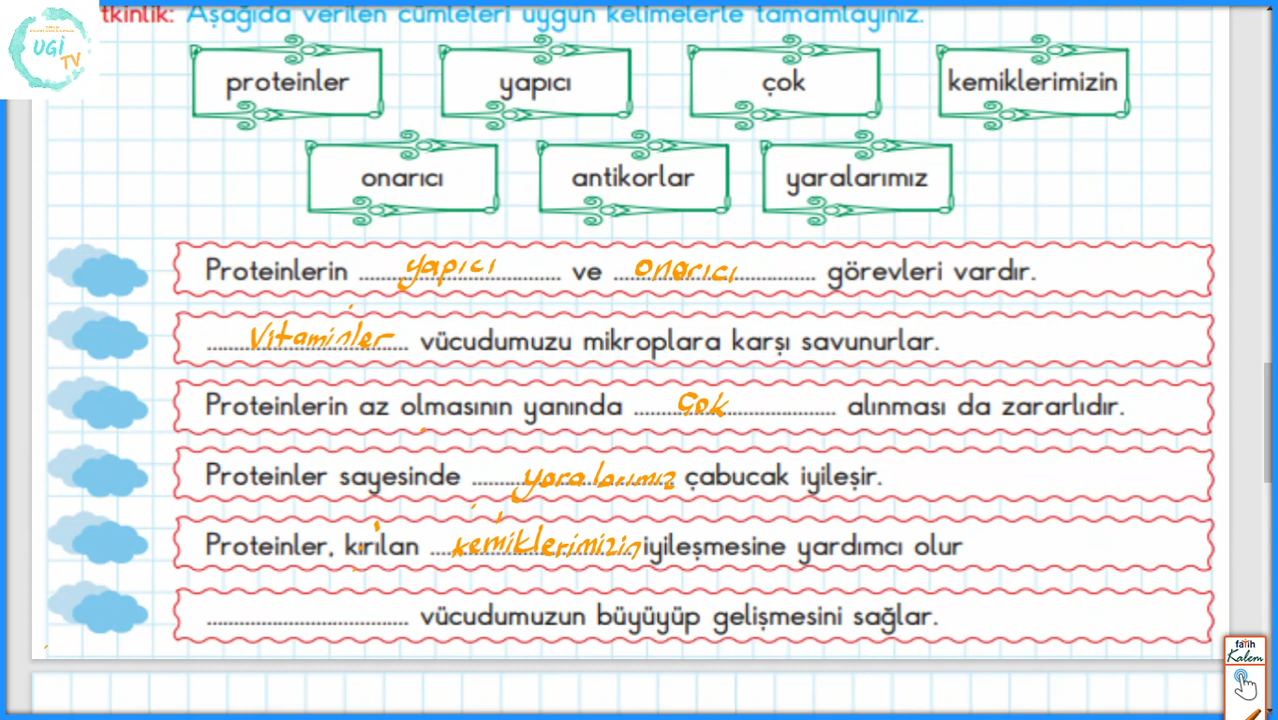 tkinlik: Aşağıda verilen cümleleri uygun kelimelerle tamamlayınız.
UGİ TV
proteinler yapıcı çok kemiklerimizin
onarıcı antikorlar yaralarımız
Proteinlerin yapıcı ve onarıcı görevleri vardır.
Vitaminler vücudumuzu mikroplara karşı savunurlar.
Proteinlerin az olmasının yanında çok alınması da zararlıdır.
Proteinler sayesinde yaralarımız çabucak iyileşir.
Proteinler, kırılan kemiklerimizin iyileşmesine yardımcı olur
.................................... vücudumuzun büyüyüp gelişmesini sağlar.
fatih
Kalem